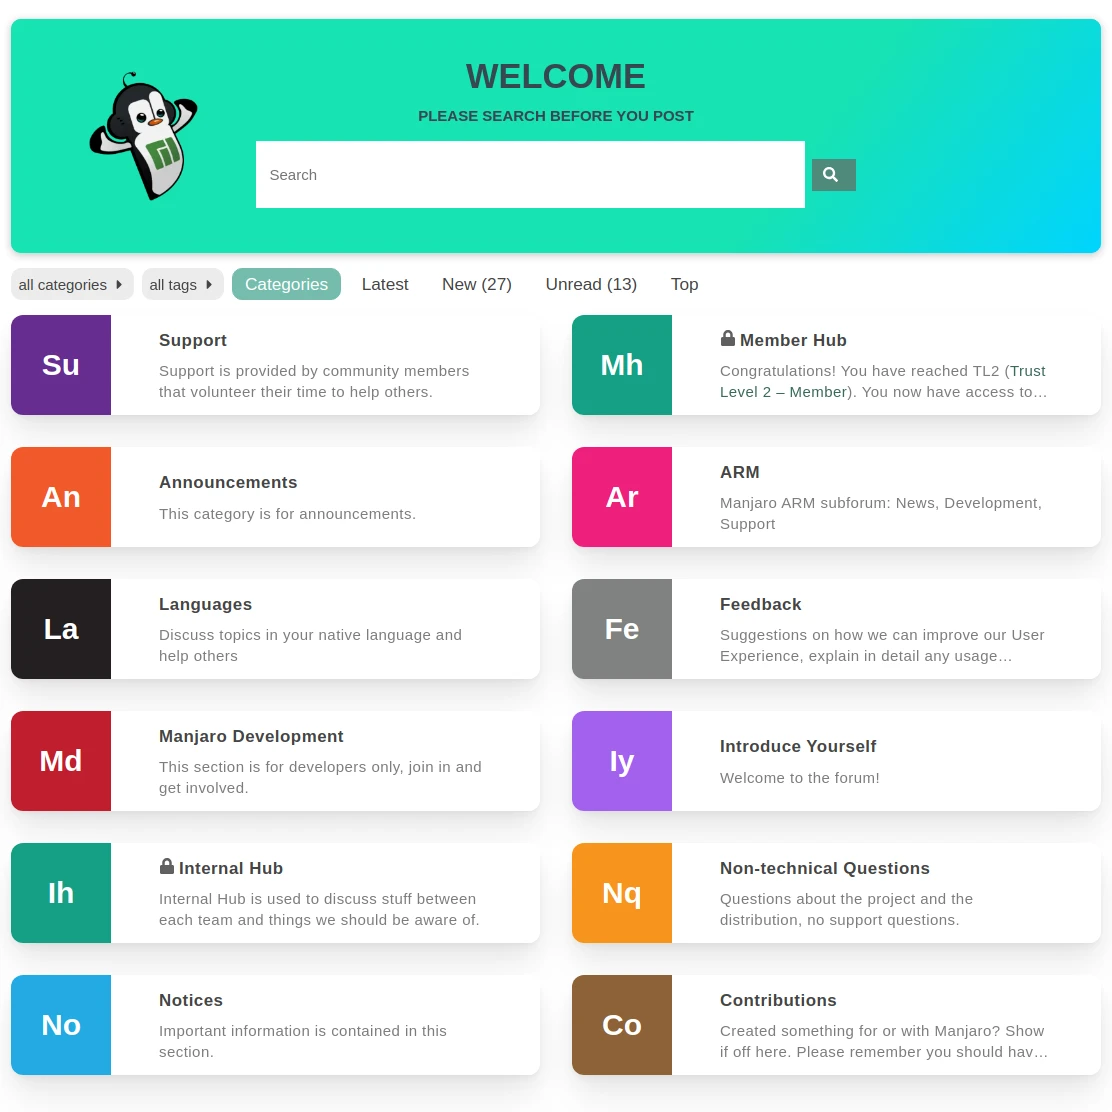 WELCOME
PLEASE SEARCH BEFORE YOU POST
Search
all categories
all tags
Categories
Latest
New (27)
Unread (13)
Top
Su
Support
Support is provided by community members
that volunteer their time to help others.
Mh
Member Hub
Congratulations! You have reached TL2 (Trust
Level 2 – Member). You now have access to…
An
Announcements
This category is for announcements.
Ar
ARM
Manjaro ARM subforum: News, Development,
Support
La
Languages
Discuss topics in your native language and
help others
Fe
Feedback
Suggestions on how we can improve our User
Experience, explain in detail any usage…
Md
Manjaro Development
This section is for developers only, join in and
get involved.
Iy
Introduce Yourself
Welcome to the forum!
Ih
Internal Hub
Internal Hub is used to discuss stuff between
each team and things we should be aware of.
Nq
Non-technical Questions
Questions about the project and the
distribution, no support questions.
No
Notices
Important information is contained in this
section.
Co
Contributions
Created something for or with Manjaro? Show
if off here. Please remember you should hav…